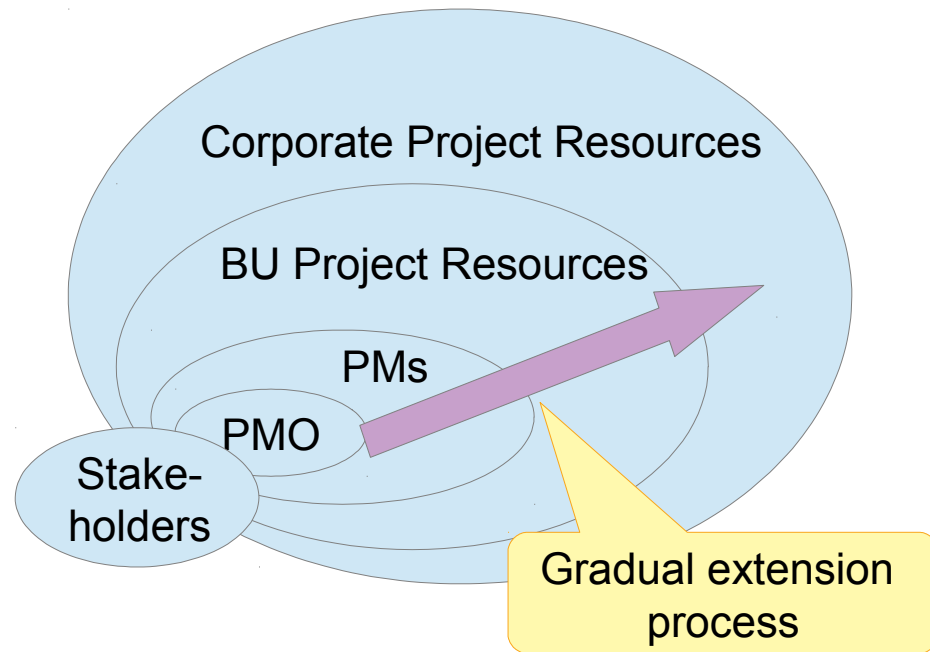 Corporate Project Resources
BU Project Resources
PMs
PMO
Stake-
holders
Gradual extension
process